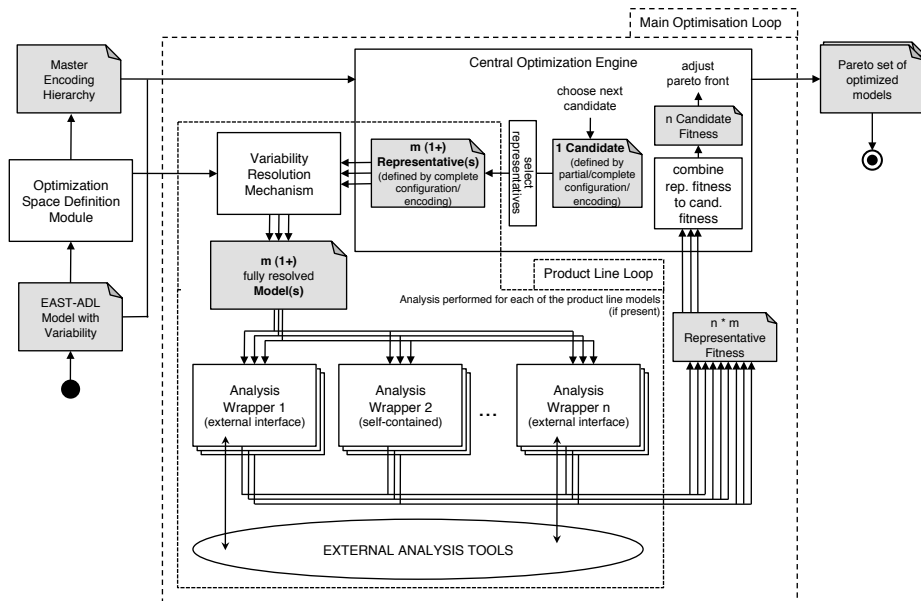 Main Optimisation Loop
Master
Encoding
Hierarchy
Central Optimization Engine
adjust
pareto front
Pareto set of
optimized
models
choose next
candidate
n Candidate
Fitness
Variability
Resolution
Mechanism
m (1+)
Representative(s)
(defined by complete
configuration/
encoding)
select
representatives
1 Candidate
(defined by
partial/complete
configuration/
encoding)
combine
rep. fitness
to cand.
fitness
Optimization
Space Definition
Module
m (1+)
fully resolved
Model(s)
Product Line Loop
Analysis performed for each of the product line models
(if present)
EAST-ADL
Model with
Variability
n * m
Representative
Fitness
Analysis
Wrapper 1
(external interface)
Analysis
Wrapper 2
(self-contained)
...
Analysis
Wrapper n
(external interface)
EXTERNAL ANALYSIS TOOLS